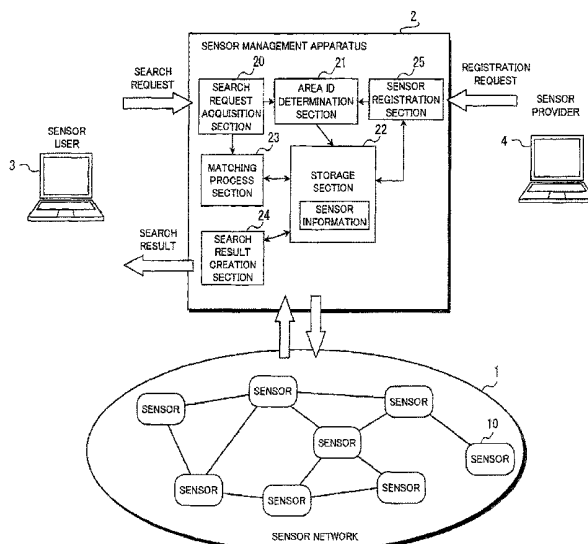 2
SENSOR MANAGEMENT APPARATUS
20
21
25
SEARCH
REQUEST
SEARCH
REQUEST
ACQUISITION
SECTION
AREA ID
DETERMINATION
SECTION
SENSOR
REGISTRATION
SECTION
REGISTRATION
REQUEST
SENSOR
USER
3
SENSOR
PROVIDER
4
23
22
MATCHING
PROCESS
SECTION
STORAGE
SECTION
SENSOR
INFORMATION
24
SEARCH
RESULT
SEARCH
RESULT
CREATION
SECTION
1
SENSOR
SENSOR
SENSOR
10
SENSOR
SENSOR
SENSOR
SENSOR
SENSOR
SENSOR NETWORK